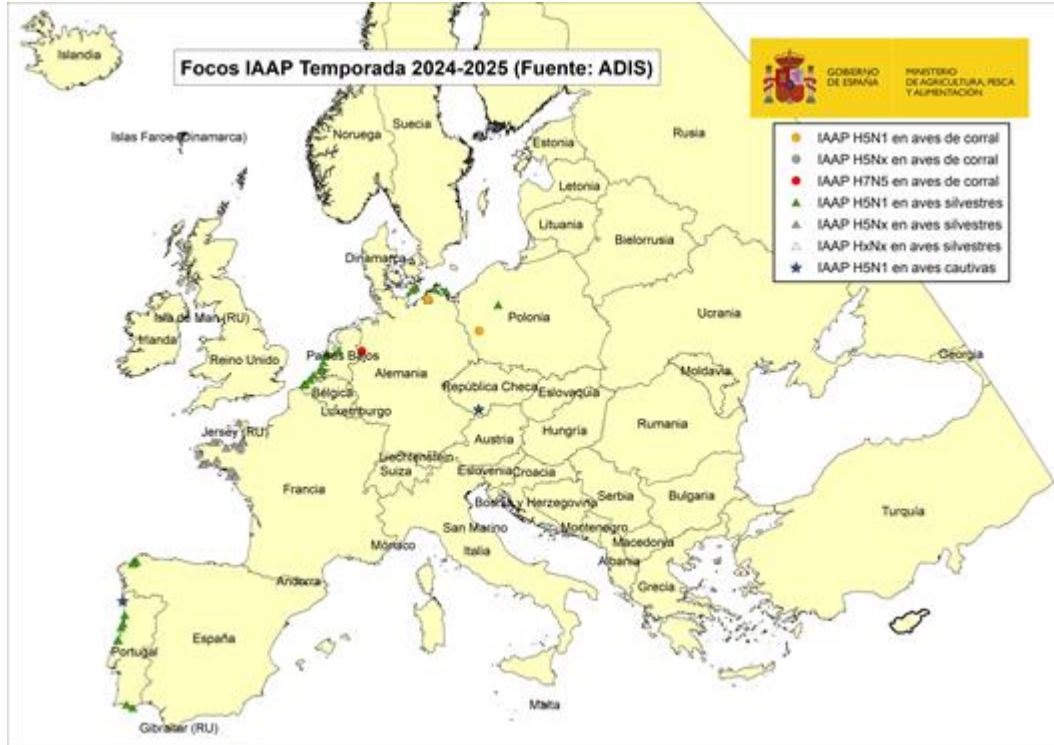 Islandia
Focos IAAP Temporada 2024-2025 (Fuente: ADIS)
GOBIERNO
DE ESPAÑA
MINISTERIO
DE AGRICULTURA, PESCA
Y ALIMENTACIÓN
IAAP H5N1 en aves de corral
IAAP H5Nx en aves de corral
IAAP H7N5 en aves de corral
IAAP H5N1 en aves silvestres
IAAP H5Nx en aves silvestres
IAAP HxNx en aves silvestres
IAAP H5N1 en aves cautivas
Islas Faroe (Dinamarca)
Noruega
Suecia
Rusia
Estonia
Letonia
Lituania
Bielorrusia
Dinamarca
Isla de Man (RU)
Irlanda
Reino Unido
Países Bajos
Polonia
Ucrania
Alemania
Georgia
Bélgica
República Checa
Moldavia
Luxemburgo
Eslovaquia
Jersey (RU)
Austria
Hungría
Rumania
Liechtenstein
Suiza
Eslovenia
Croacia
Francia
Bosnia y Herzegovina
Serbia
Bulgaria
Turquía
San Marino
Montenegro
Mónaco
Italia
Macedonia
Albania
Andorra
Grecia
España
Portugal
Malta
Gibraltar (RU)